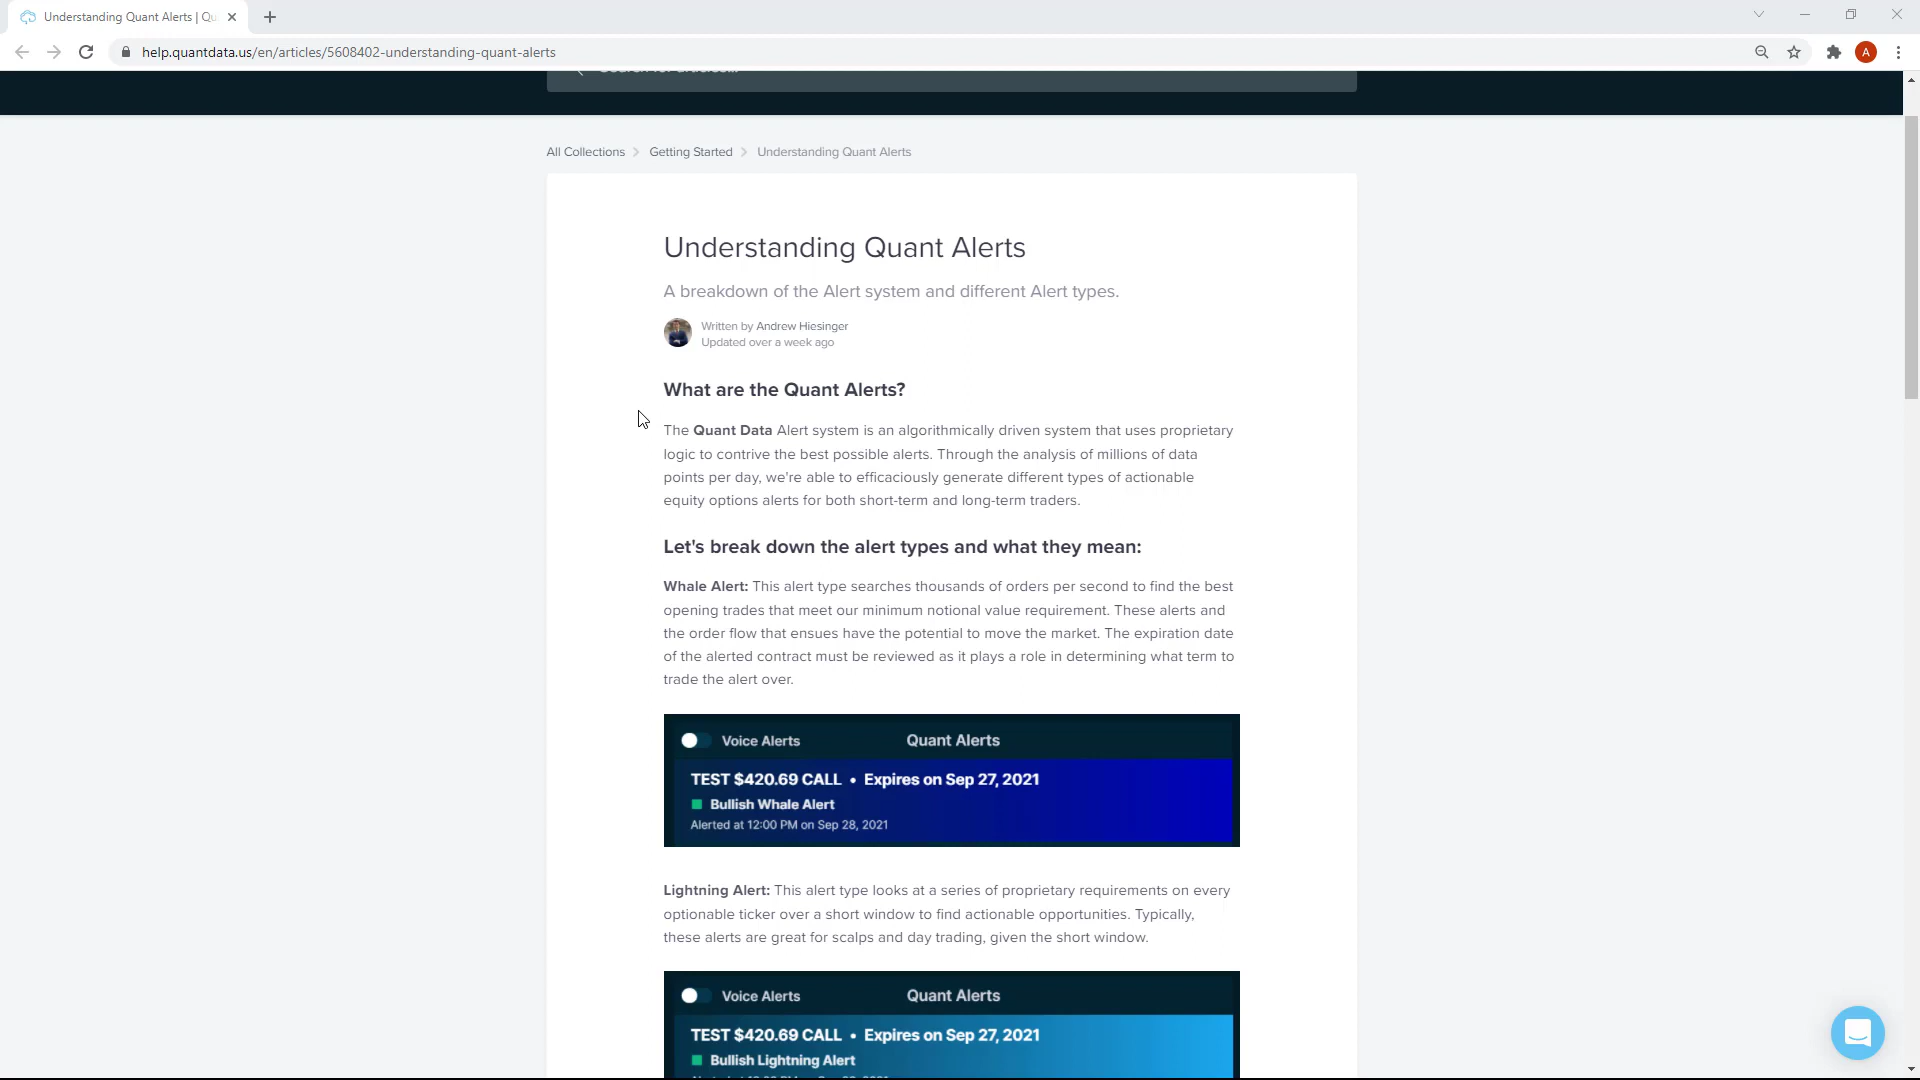 Understanding Quant Alerts | Qu
help.quantdata.us/en/articles/5608402-understanding-quant-alerts
A
All Collections > Getting Started > Understanding Quant Alerts
Understanding Quant Alerts
A breakdown of the Alert system and different Alert types.
Written by Andrew Hiesinger
Updated over a week ago
What are the Quant Alerts?
The Quant Data Alert system is an algorithmically driven system that uses proprietary
logic to contrive the best possible alerts. Through the analysis of millions of data
points per day, we're able to efficaciously generate different types of actionable
equity options alerts for both short-term and long-term traders.
Let's break down the alert types and what they mean:
Whale Alert: This alert type searches thousands of orders per second to find the best
opening trades that meet our minimum notional value requirement. These alerts and
the order flow that ensues have the potential to move the market. The expiration date
of the alerted contract must be reviewed as it plays a role in determining what term to
trade the alert over.
Voice Alerts Quant Alerts
TEST $420.69 CALL • Expires on Sep 27, 2021
Bullish Whale Alert
Alerted at 12:00 PM on Sep 28, 2021
Lightning Alert: This alert type looks at a series of proprietary requirements on every
optionable ticker over a short window to find actionable opportunities. Typically,
these alerts are great for scalps and day trading, given the short window.
Voice Alerts Quant Alerts
TEST $420.69 CALL • Expires on Sep 27, 2021
Bullish Lightning Alert